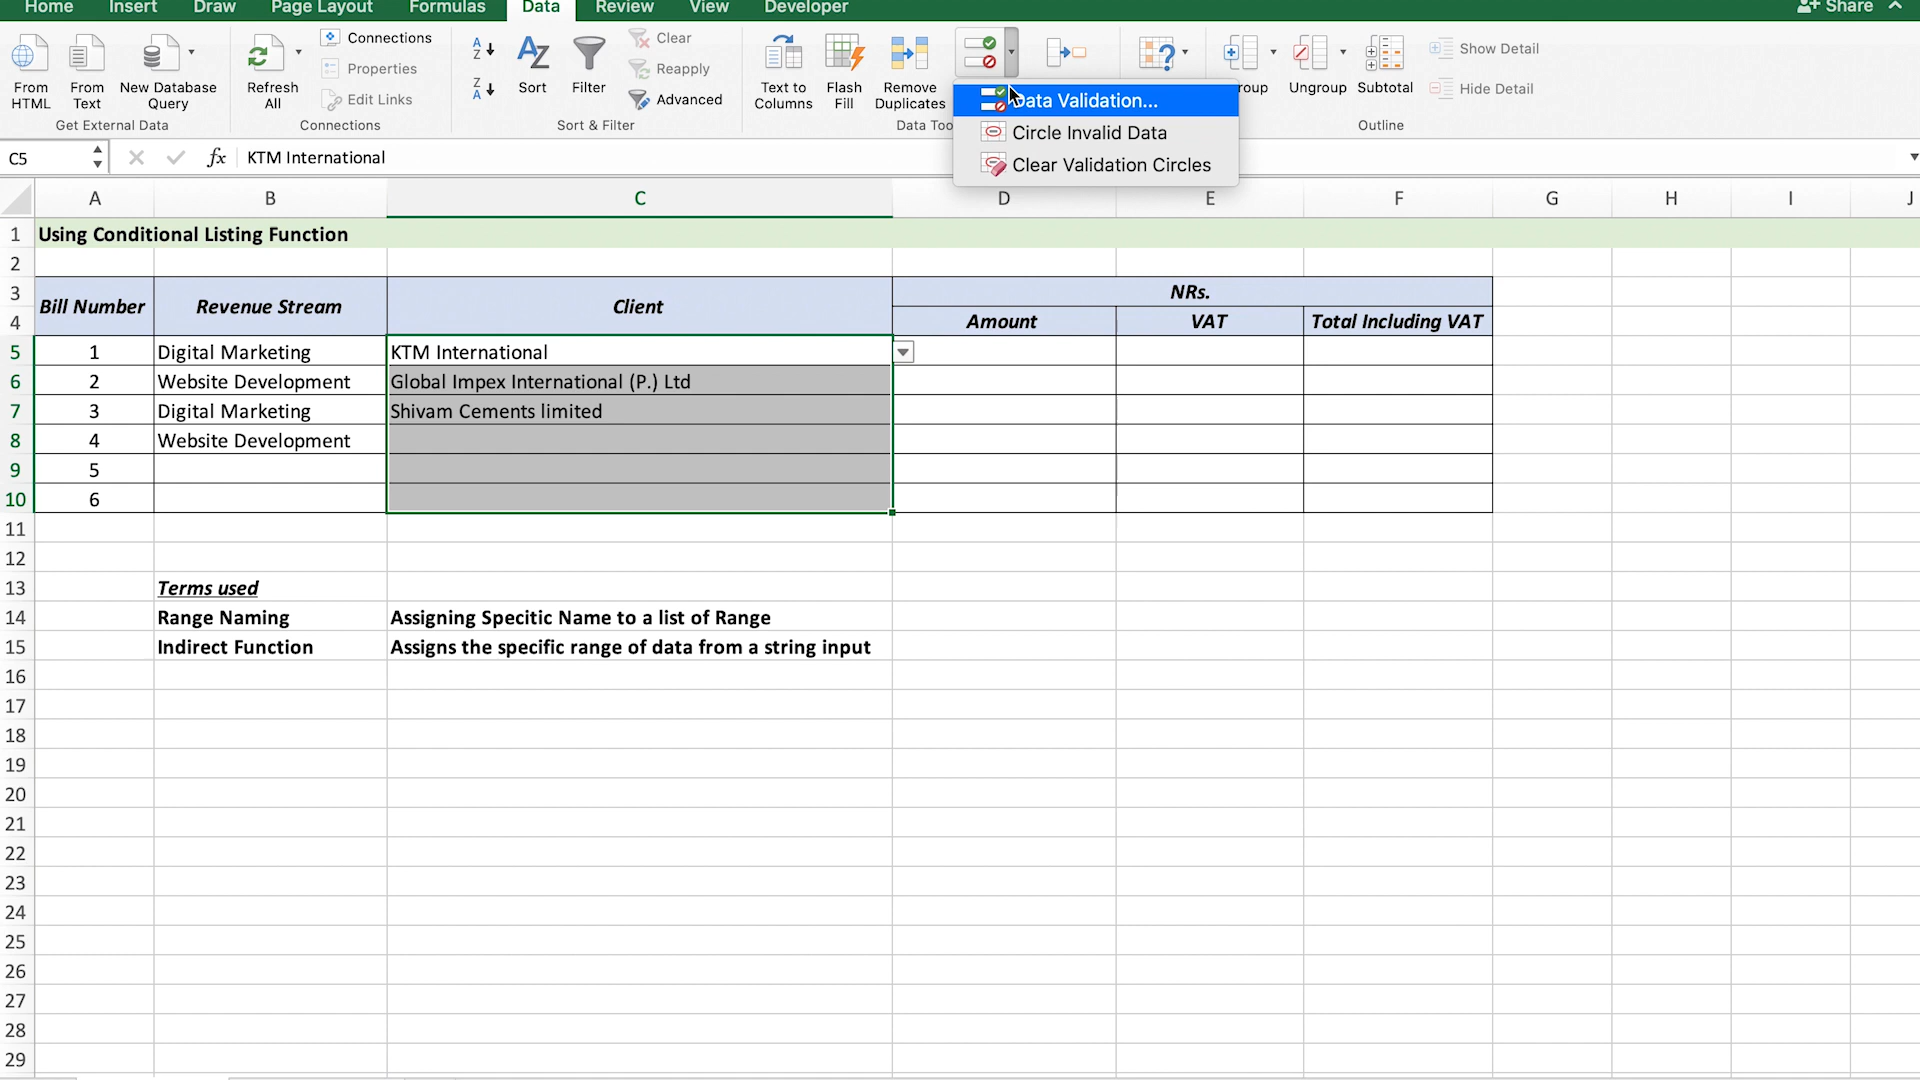 Home Insert Draw Page Layout Formulas Data Review View Developer Share
From HTML From Text New Database Query Get External Data
Refresh All Connections Properties Edit Links Connections
Sort Filter Clear Reapply Advanced Sort & Filter
Text to Columns Flash Fill Remove Duplicates
Data Validation...
Circle Invalid Data
Clear Validation Circles
Ungroup Subtotal Show Detail Hide Detail Outline
C5 fx KTM International
A B C D E F G H I J
1 Using Conditional Listing Function
2
3 Bill Number Revenue Stream Client NRs.
4 Amount VAT Total Including VAT
5 1 Digital Marketing KTM International
6 2 Website Development Global Impex International (P.) Ltd
7 3 Digital Marketing Shivam Cements limited
8 4 Website Development
9 5
10 6
11
12
13 Terms used
14 Range Naming Assigning Specitic Name to a list of Range
15 Indirect Function Assigns the specific range of data from a string input
16
17
18
19
20
21
22
23
24
25
26
27
28
29